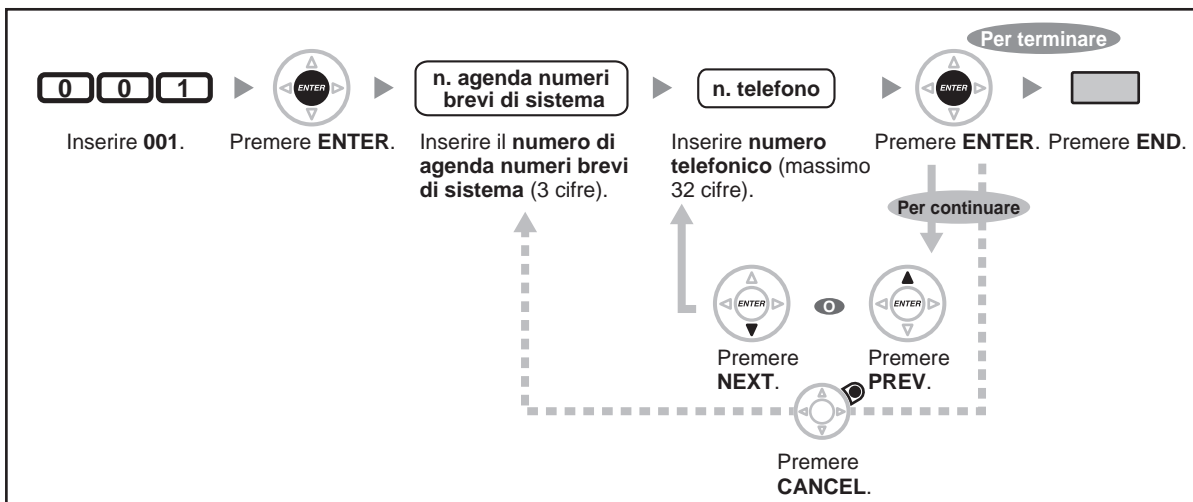 Per terminare
0 0 1
ENTER
n. agenda numeri
brevi di sistema
n. telefono
ENTER
Inserire 001.
Premere ENTER.
Inserire il numero di
agenda numeri brevi
di sistema (3 cifre).
Inserire numero
telefonico (massimo
32 cifre).
Premere ENTER.
Premere END.
Per continuare
ENTER
O
ENTER
Premere
NEXT.
Premere
PREV.
Premere
CANCEL.